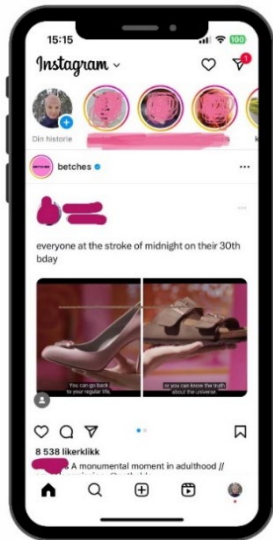 15:15
100
Instagram
1
Din historie
betches
everyone at the stroke of midnight on their 30th
bday
You can go back
to your regular life,
or you can know the truth
about the universe.
8 538 likerklikk
A monumental moment in adulthood //